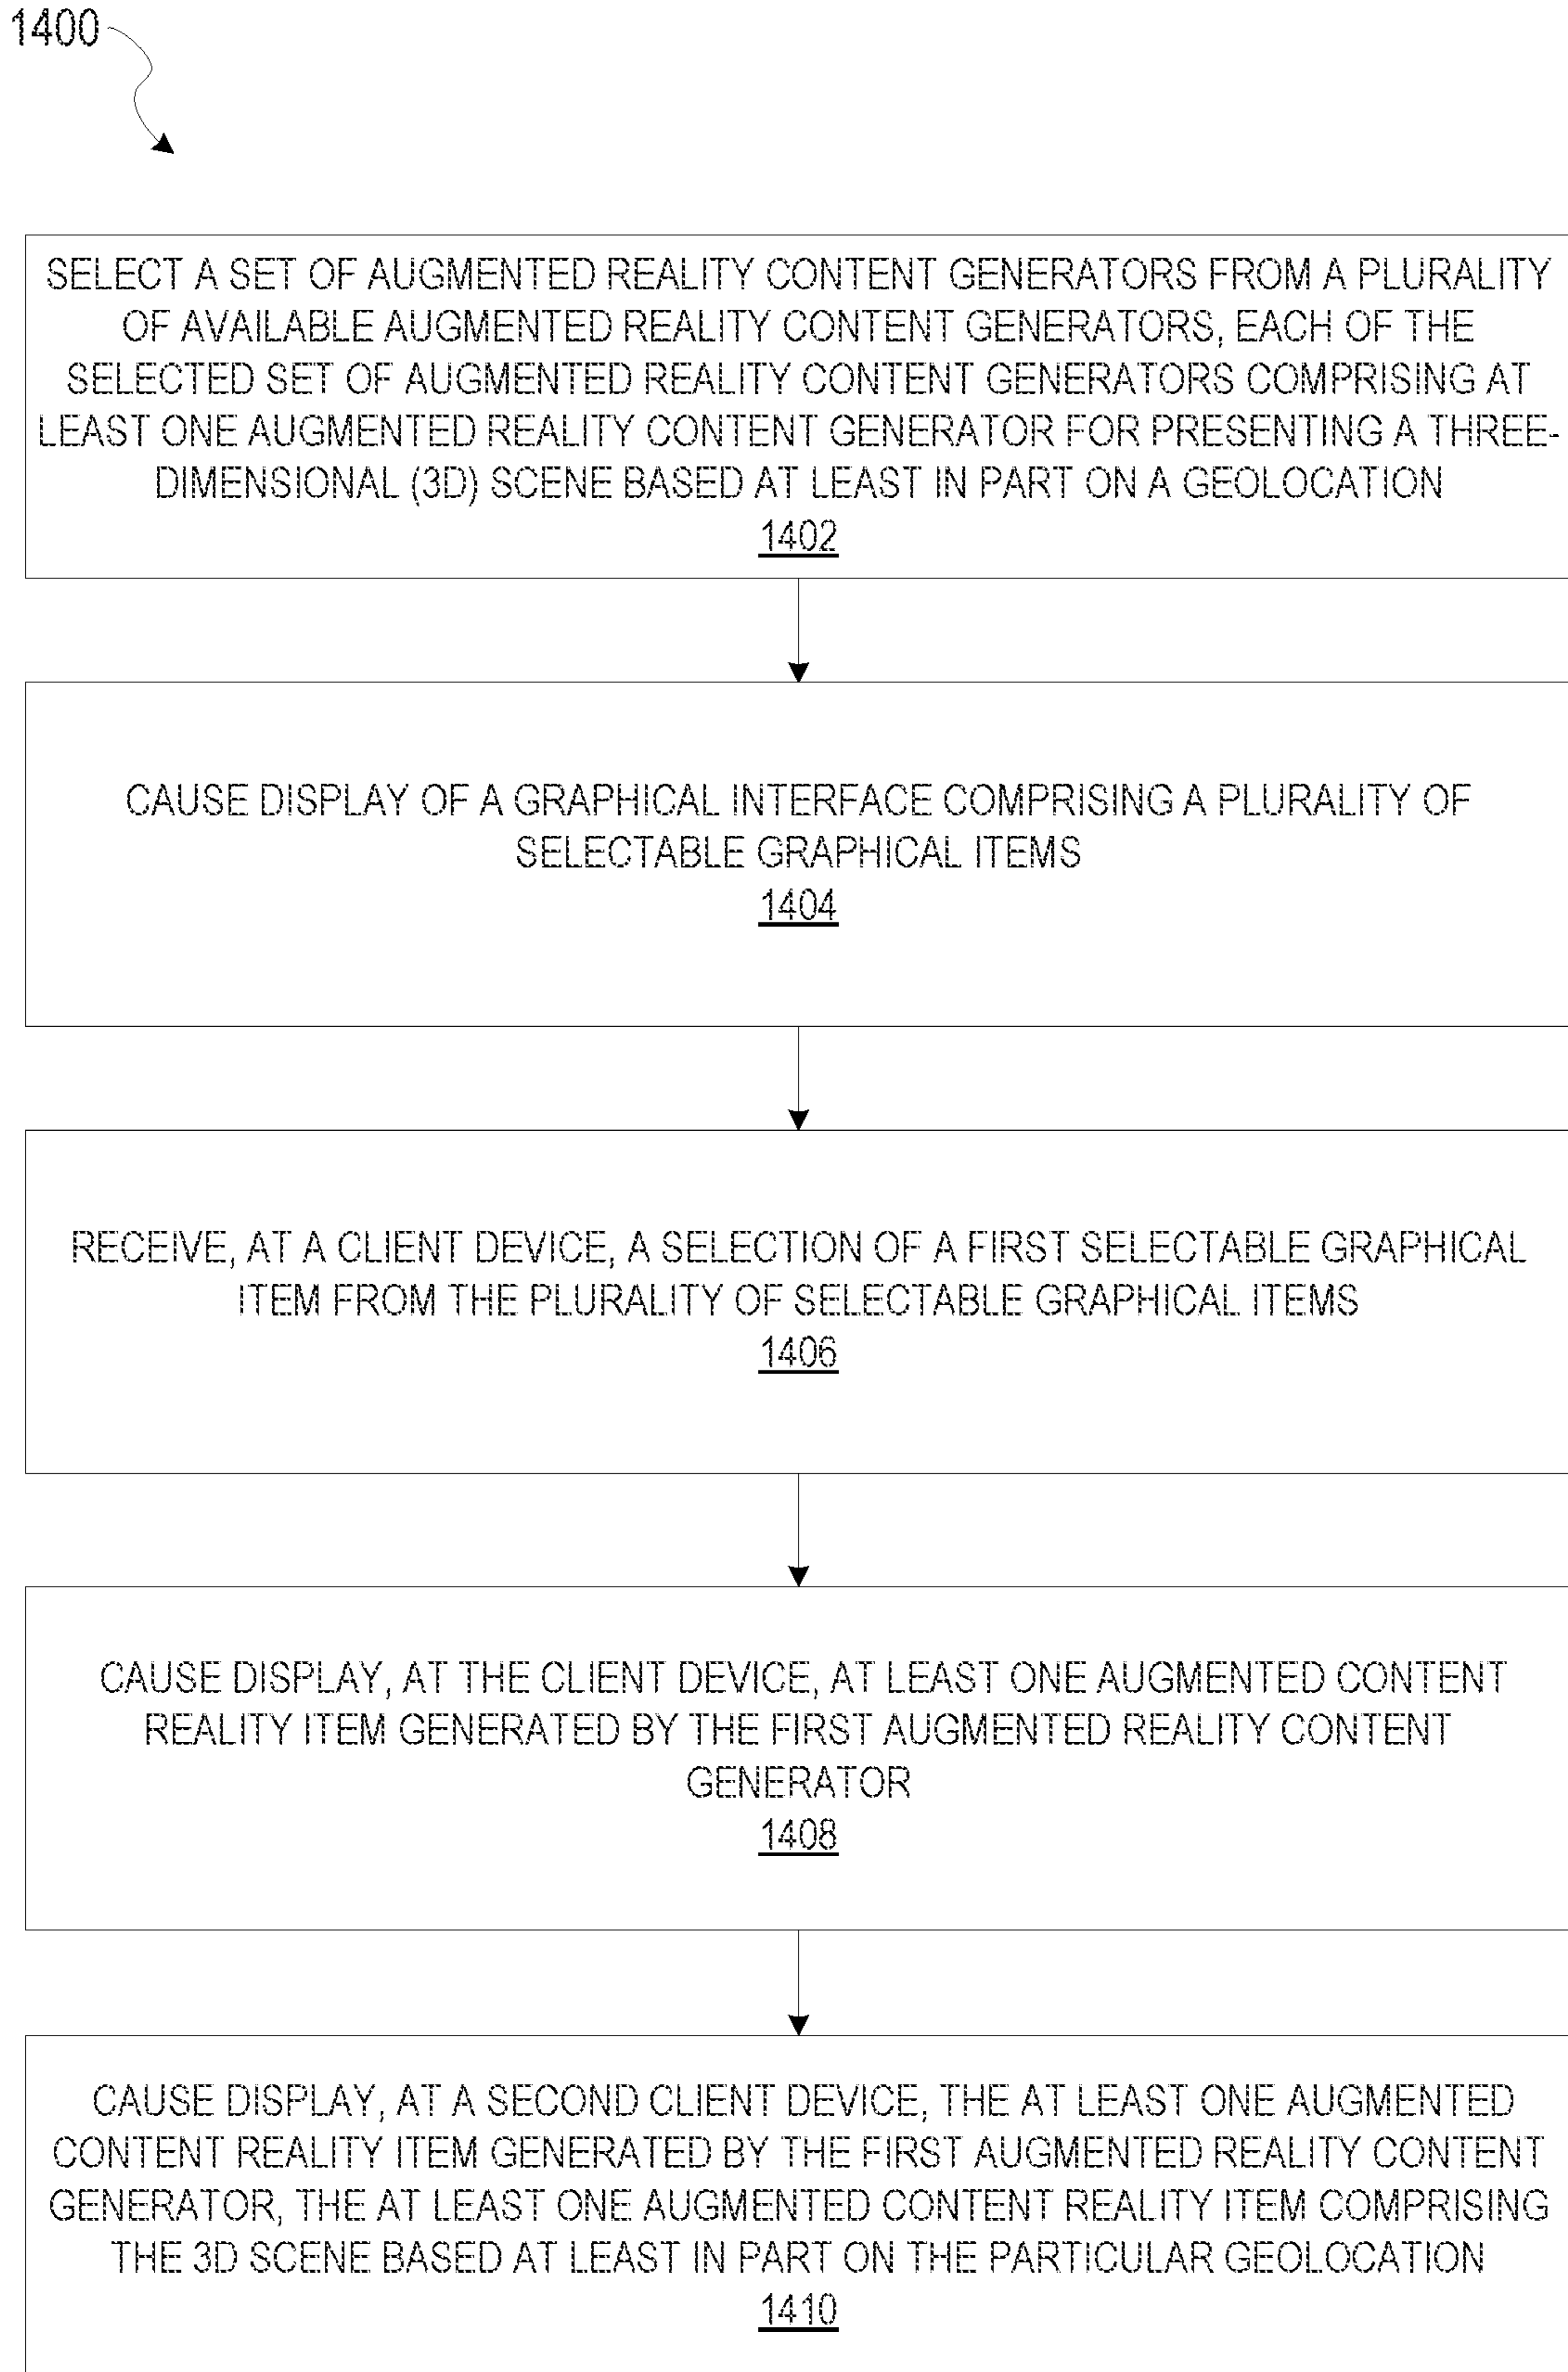 1400
SELECT A SET OF AUGMENTED REALITY CONTENT GENERATORS FROM A PLURALITY
OF AVAILABLE AUGMENTED REALITY CONTENT GENERATORS, EACH OF THE
SELECTED SET OF AUGMENTED REALITY CONTENT GENERATORS COMPRISING AT
LEAST ONE AUGMENTED REALITY CONTENT GENERATOR FOR PRESENTING A THREE-
DIMENSIONAL (3D) SCENE BASED AT LEAST IN PART ON A GEOLOCATION
1402
CAUSE DISPLAY OF A GRAPHICAL INTERFACE COMPRISING A PLURALITY OF
SELECTABLE GRAPHICAL ITEMS
1404
RECEIVE, AT A CLIENT DEVICE, A SELECTION OF A FIRST SELECTABLE GRAPHICAL
ITEM FROM THE PLURALITY OF SELECTABLE GRAPHICAL ITEMS
1406
CAUSE DISPLAY, AT THE CLIENT DEVICE, AT LEAST ONE AUGMENTED CONTENT
REALITY ITEM GENERATED BY THE FIRST AUGMENTED REALITY CONTENT
GENERATOR
1408
CAUSE DISPLAY, AT A SECOND CLIENT DEVICE, THE AT LEAST ONE AUGMENTED
CONTENT REALITY ITEM GENERATED BY THE FIRST AUGMENTED REALITY CONTENT
GENERATOR, THE AT LEAST ONE AUGMENTED CONTENT REALITY ITEM COMPRISING
THE 3D SCENE BASED AT LEAST IN PART ON THE PARTICULAR GEOLOCATION
1410